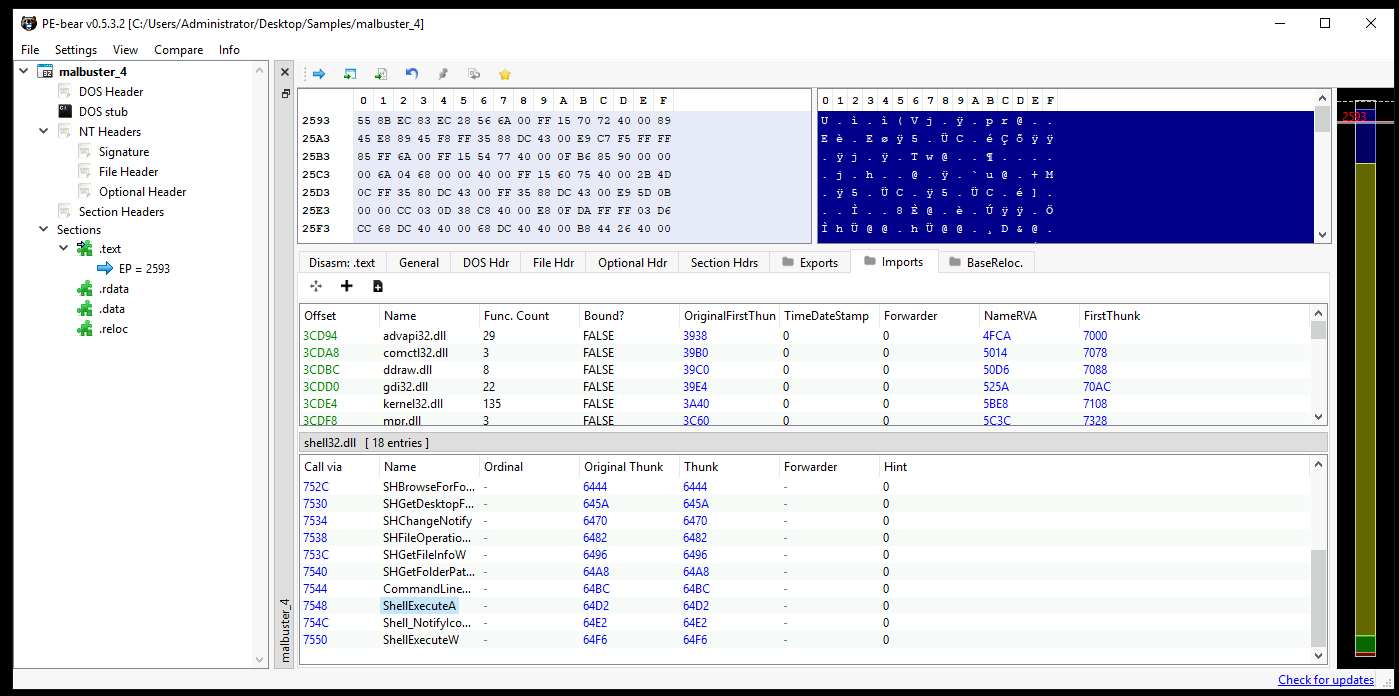 PE-bear v0.5.3.2 [C:/Users/Administrator/Desktop/Samples/malbuster_4]
File Settings View Compare Info
malbuster_4
DOS Header
DOS stub
NT Headers
Signature
File Header
Optional Header
Section Headers
Sections
.text
EP = 2593
.rdata
.data
.reloc
malbuster_4
0 1 2 3 4 5 6 7 8 9 A B C D E F
2593 55 8B EC 83 EC 28 56 6A 00 FF 15 70 72 40 00 89
25A3 45 E8 89 45 F8 FF 35 88 DC 43 00 E9 C7 F5 FF FF
25B3 85 FF 6A 00 FF 15 54 77 40 00 0F B6 85 90 00 00
25C3 00 6A 04 68 00 00 40 00 FF 15 60 75 40 00 2B 4D
25D3 0C FF 35 80 DC 43 00 FF 35 88 DC 43 00 E9 5D 0B
25E3 00 00 CC 03 0D 38 C8 40 00 E8 0F DA FF FF 03 D6
25F3 CC 68 DC 40 40 00 68 DC 40 40 00 B8 44 26 40 00
0 1 2 3 4 5 6 7 8 9 A B C D E F
U . ì . ì ( V j . ÿ . p r @ . .
E è . E ø ÿ 5 . Ü C . é Ç õ ÿ ÿ
. ÿ j . ÿ . T w @ . . ¶ . . . .
. j . h . . @ . ÿ . ` u @ . + M
. ÿ 5 . Ü C . ÿ 5 . Ü C . é ] .
. . Ì . . 8 È @ . è . Ú ÿ ÿ . Ö
Ì h Ü @ @ . h Ü @ @ . ¸ D & @ .
2593
Disasm: .text General DOS Hdr File Hdr Optional Hdr Section Hdrs Exports Imports BaseReloc.
Offset Name Func. Count Bound? OriginalFirstThun TimeDateStamp Forwarder NameRVA FirstThunk
3CD94 advapi32.dll 29 FALSE 3938 0 0 4FCA 7000
3CDA8 comctl32.dll 3 FALSE 39B0 0 0 5014 7078
3CDBC ddraw.dll 8 FALSE 39C0 0 0 50D6 7088
3CDD0 gdi32.dll 22 FALSE 39E4 0 0 525A 70AC
3CDE4 kernel32.dll 135 FALSE 3A40 0 0 5BE8 7108
3CDF8 mpr.dll 3 FALSE 3C60 0 0 5C3C 7328
shell32.dll [ 18 entries ]
Call via Name Ordinal Original Thunk Thunk Forwarder Hint
752C SHBrowseForFo... - 6444 6444 - 0
7530 SHGetDesktopF... - 645A 645A - 0
7534 SHChangeNotify - 6470 6470 - 0
7538 SHFileOperatio... - 6482 6482 - 0
753C SHGetFileInfoW - 6496 6496 - 0
7540 SHGetFolderPat... - 64A8 64A8 - 0
7544 CommandLine... - 64BC 64BC - 0
7548 ShellExecuteA - 64D2 64D2 - 0
754C Shell_NotifyIco... - 64E2 64E2 - 0
7550 ShellExecuteW - 64F6 64F6 - 0
Check for updates